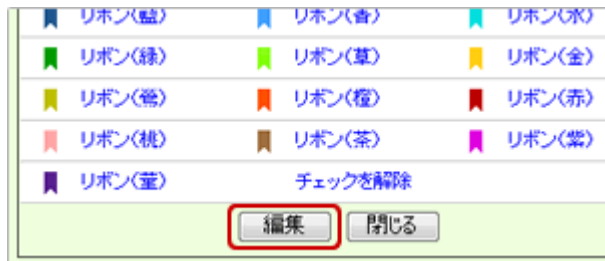 リボン(藍) リボン(蒼) リボン(水)
リボン(緑) リボン(草) リボン(金)
リボン(鶯) リボン(橙) リボン(赤)
リボン(桃) リボン(茶) リボン(紫)
リボン(菫) チェックを解除
編集 閉じる